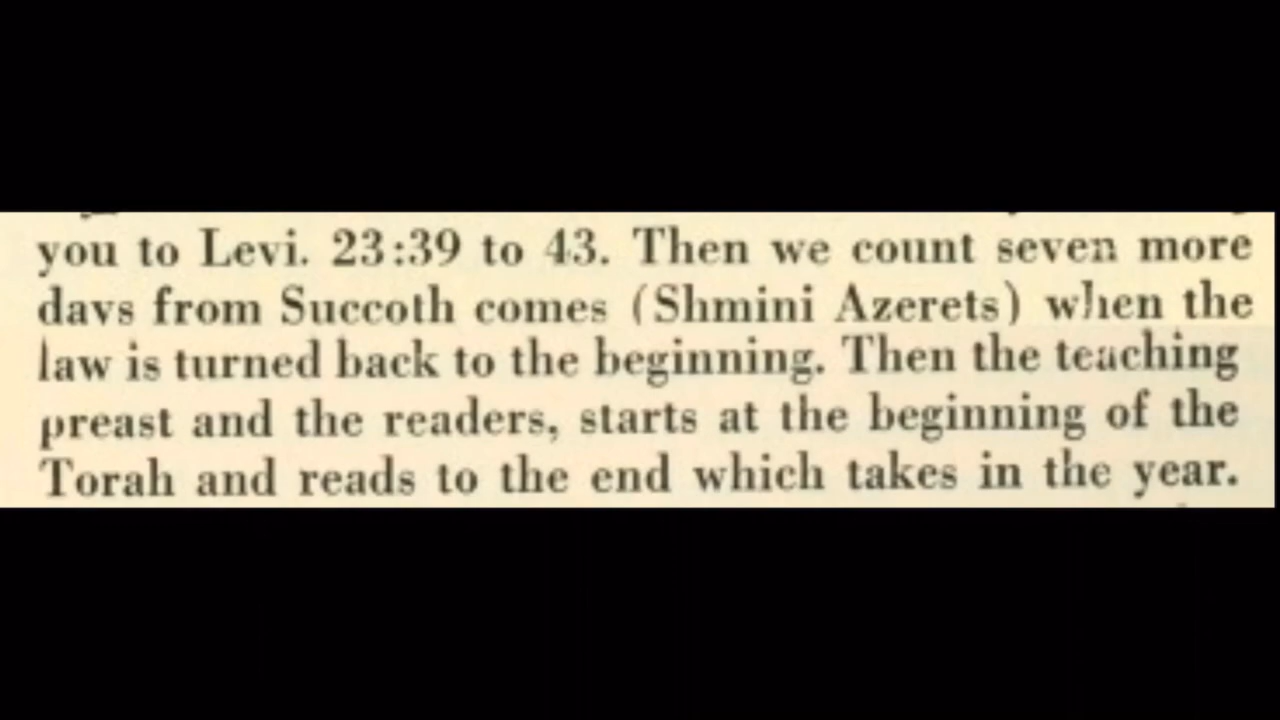 you to Levi. 23:39 to 43. Then we count seven more
days from Succoth comes (Shmini Azerets) when the
law is turned back to the beginning. Then the teaching
preast and the readers, starts at the beginning of the
Torah and reads to the end which takes in the year.